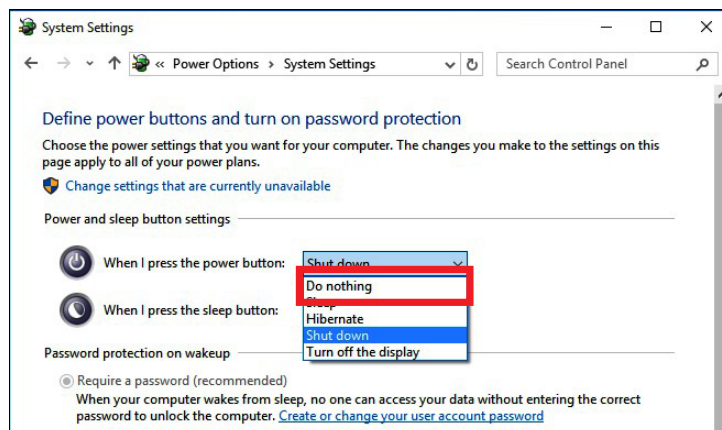 System Settings
« Power Options › System Settings
Search Control Panel
Define power buttons and turn on password protection
Choose the power settings that you want for your computer. The changes you make to the settings on this
page apply to all of your power plans.
Change settings that are currently unavailable
Power and sleep button settings
When I press the power button:
Shut down
Do nothing
Sleep
When I press the sleep button:
Hibernate
Shut down
Turn off the display
Password protection on wakeup
Require a password (recommended)
When your computer wakes from sleep, no one can access your data without entering the correct
password to unlock the computer. Create or change your user account password